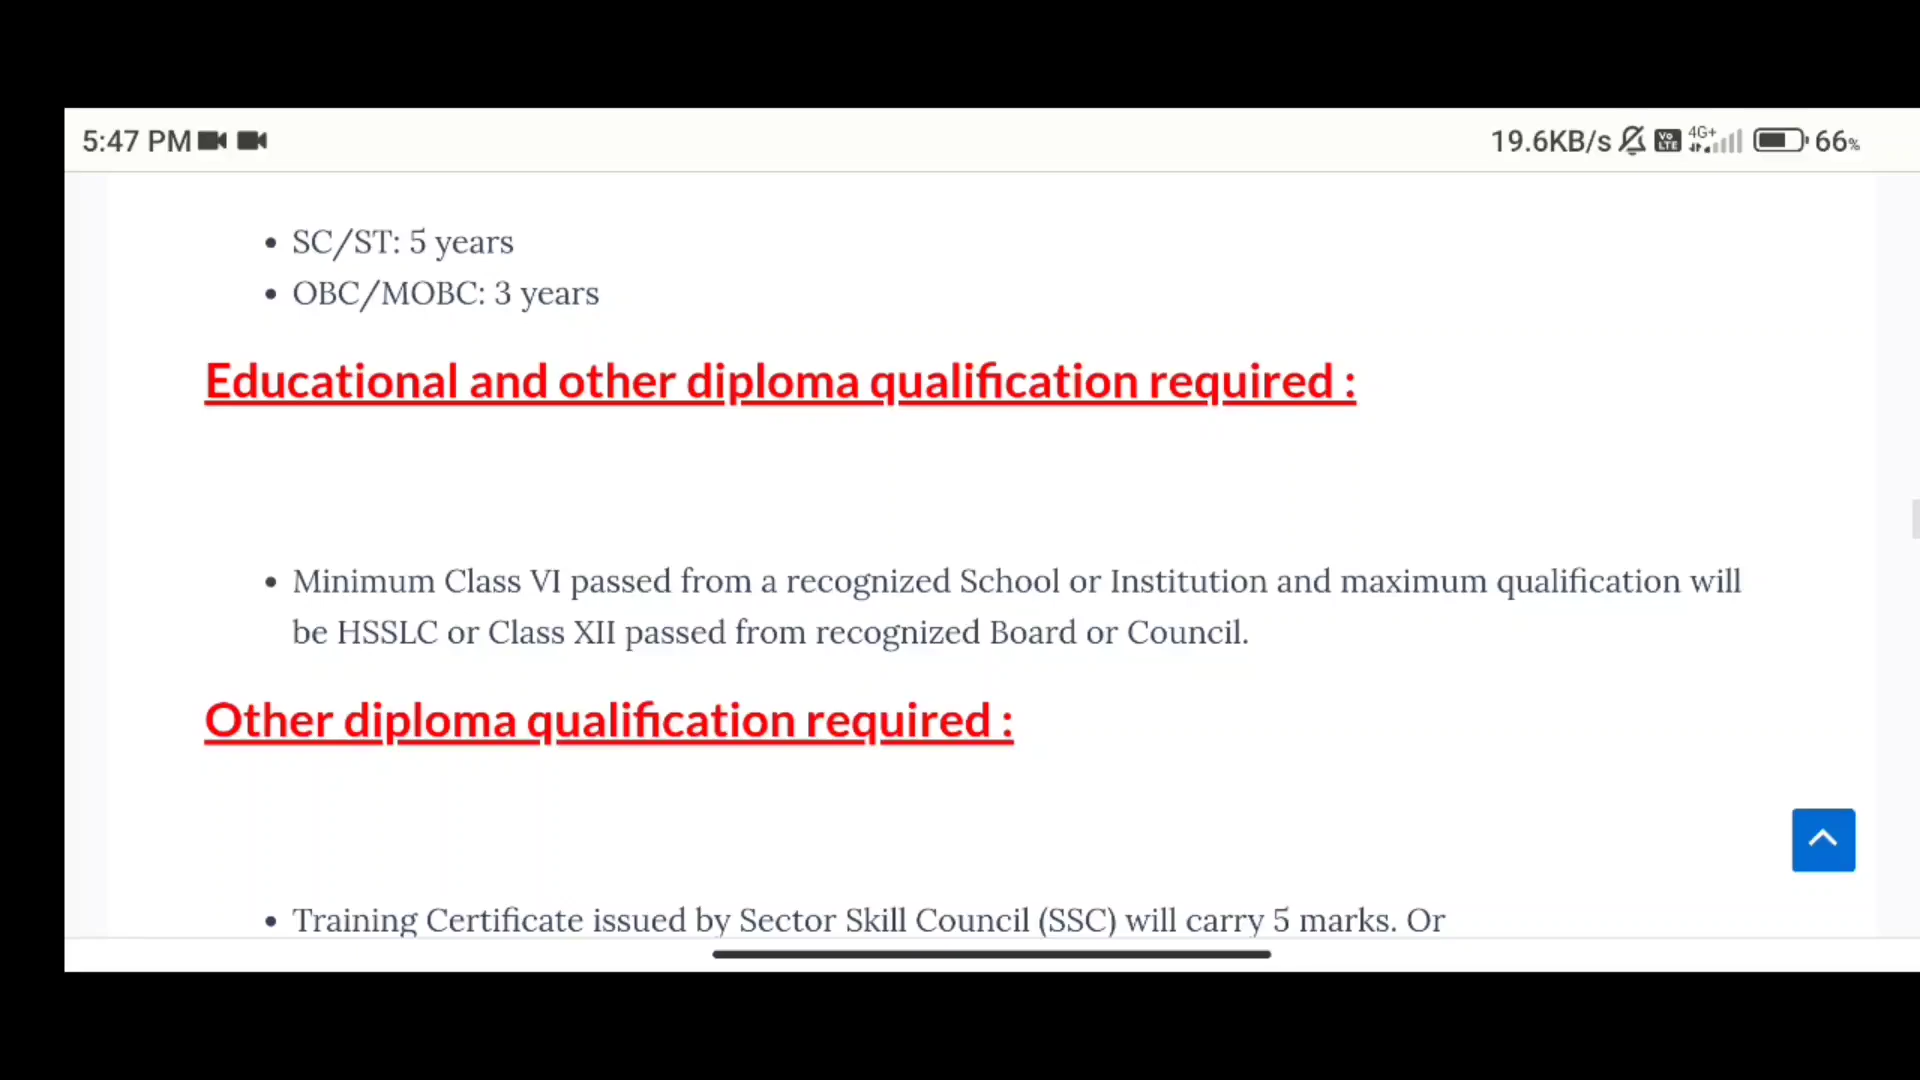 5:47 PM
19.6KB/s Vo LTE 4G+ 66%
• SC/ST: 5 years
• OBC/MOBC: 3 years
Educational and other diploma qualification required :
• Minimum Class VI passed from a recognized School or Institution and maximum qualification will
be HSSLC or Class XII passed from recognized Board or Council.
Other diploma qualification required :
• Training Certificate issued by Sector Skill Council (SSC) will carry 5 marks. Or